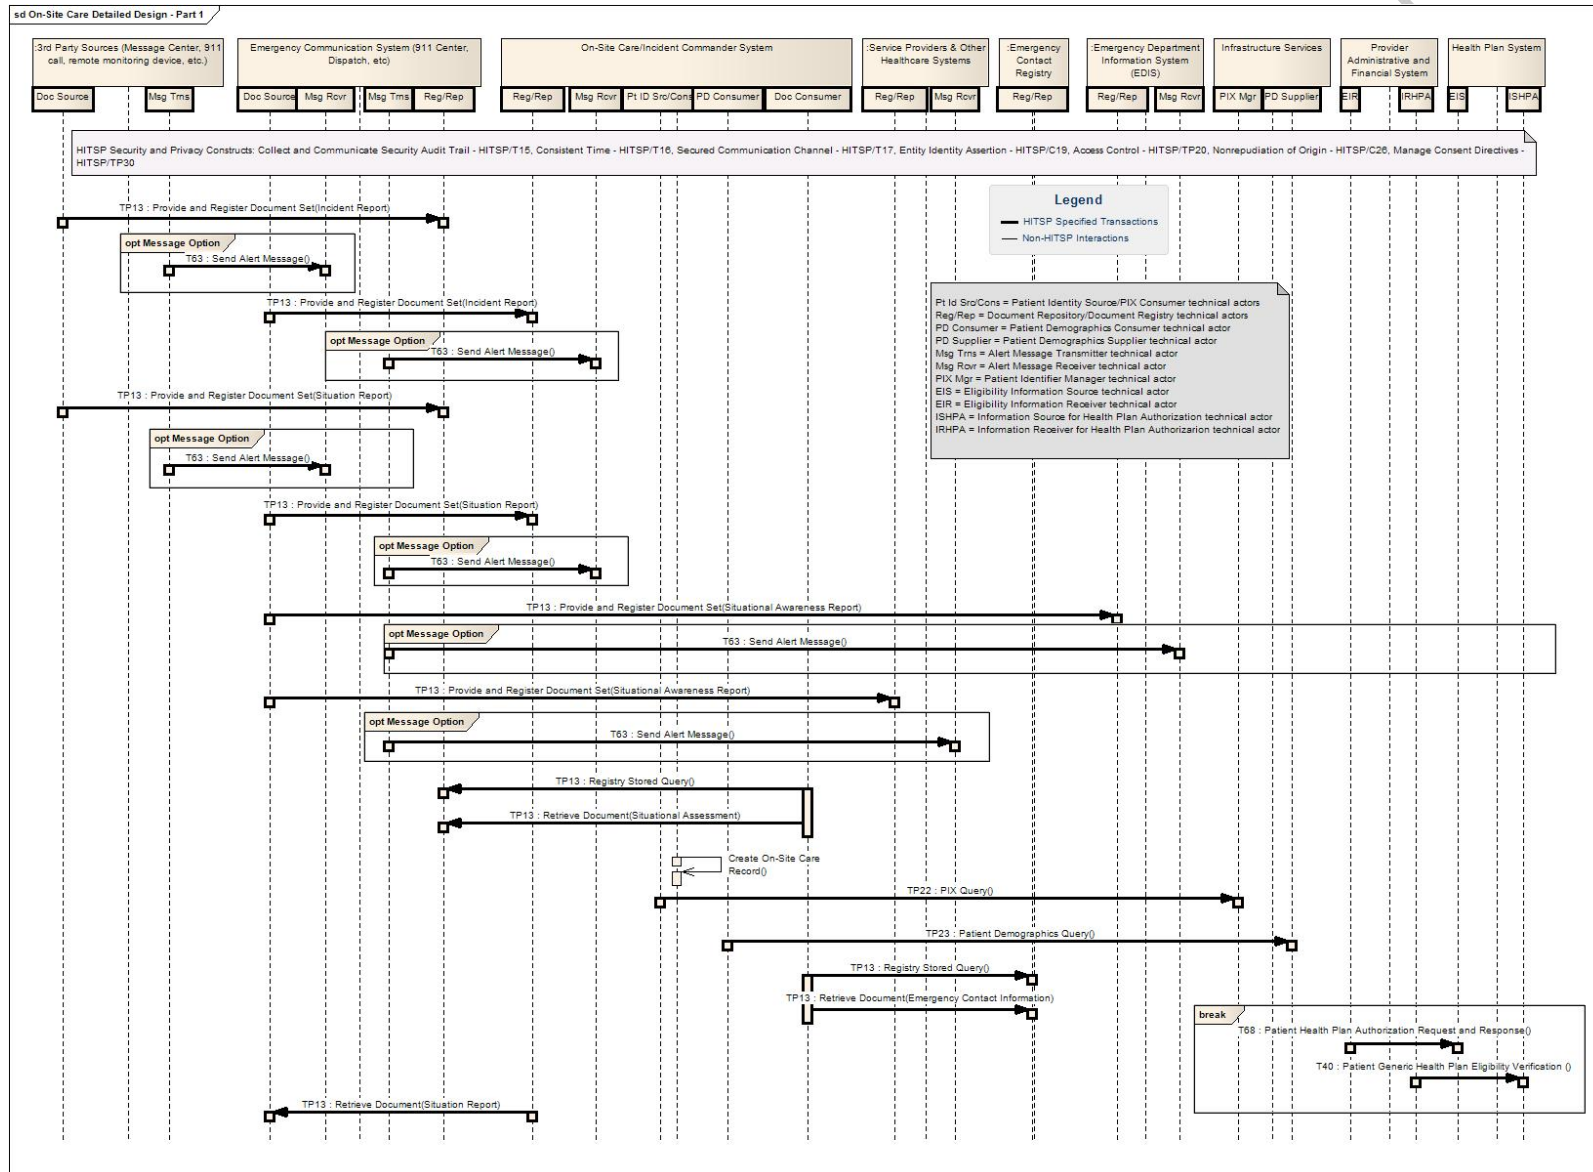 sd On-Site Care Detailed Design - Part 1
:3rd Party Sources (Message Center, 911
call, remote monitoring device, etc.)
Emergency Communication System (911 Center,
Dispatch, etc)
On-Site Care/Incident Commander System
:Service Providers & Other
Healthcare Systems
:Emergency
Contact
Registry
:Emergency Department
Information System
(EDIS)
Infrastructure Services
Provider
Administrative and
Financial System
Health Plan System
Doc Source
Msg Trns
Doc Source
Msg Rcvr
Msg Trns
Reg/Rep
Reg/Rep
Msg Rcvr
Pt ID Src/Cons
PD Consumer
Doc Consumer
Reg/Rep
Msg Rcvr
Reg/Rep
Reg/Rep
Msg Rcvr
PIX Mgr
PD Supplier
EIR
IRHPA
EIS
ISHPA
HITSP Security and Privacy Constructs: Collect and Communicate Security Audit Trail - HITSP/T15, Consistent Time - HITSP/T16, Secured Communication Channel - HITSP/T17, Entity Identity Assertion - HITSP/C19, Access Control - HITSP/TP20, Nonrepudiation of Origin - HITSP/C26, Manage Consent Directives -
HITSP/TP30
Legend
HITSP Specified Transactions
Non-HITSP Interactions
TP13 : Provide and Register Document Set(Incident Report)
opt Message Option
T63 : Send Alert Message()
TP13 : Provide and Register Document Set(Incident Report)
opt Message Option
T63 : Send Alert Message()
Pt Id Src/Cons = Patient Identity Source/PIX Consumer technical actors
Reg/Rep = Document Repository/Document Registry technical actors
PD Consumer = Patient Demographics Consumer technical actor
PD Supplier = Patient Demographics Supplier technical actor
Msg Trns = Alert Message Transmitter technical actor
Msg Rcvr = Alert Message Receiver technical actor
PIX Mgr = Patient Identifier Manager technical actor
EIS = Eligibility Information Source technical actor
EIR = Eligibility Information Receiver technical actor
ISHPA = Information Source for Health Plan Authorization technical actor
IRHPA = Information Receiver for Health Plan Authorizarion technical actor
TP13 : Provide and Register Document Set(Situation Report)
opt Message Option
T63 : Send Alert Message()
TP13 : Provide and Register Document Set(Situation Report)
opt Message Option
T63 : Send Alert Message()
TP13 : Provide and Register Document Set(Situational Awareness Report)
opt Message Option
T63 : Send Alert Message()
TP13 : Provide and Register Document Set(Situational Awareness Report)
opt Message Option
T63 : Send Alert Message()
TP13 : Registry Stored Query()
TP13 : Retrieve Document(Situational Assessment)
Create On-Site Care
Record()
TP22 : PIX Query()
TP23 : Patient Demographics Query()
TP13 : Registry Stored Query()
TP13 : Retrieve Document(Emergency Contact Information)
break
T68 : Patient Health Plan Authorization Request and Response()
T40 : Patient Generic Health Plan Eligibility Verification ()
TP13 : Retrieve Document(Situation Report)